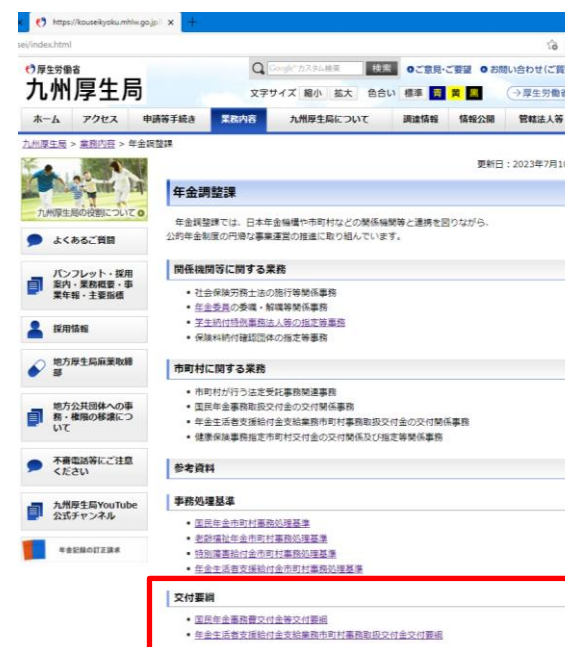 https://kouseikyoku.mhlw.go.jp
sei/index.html
厚生労働省
九州厚生局
検索
ご意見・ご要望
お問い合わせ(ご質
文字サイズ 縮小 拡大 色合い 標準 青 黄 黒
厚生労働省
ホーム アクセス 申請等手続き 業務内容 九州厚生局について 調達情報 情報公開 管轄法人等
九州厚生局 > 業務内容 > 年金調整課
更新日:2023年7月10
九州厚生局の役割について
よくあるご質問
パンフレット・採用
案内・業務概要・事
業年報・主要指標
採用情報
地方厚生局麻薬取締
部
地方公共団体への事
務・権限の移譲につ
いて
不審電話等にご注意
ください
九州厚生局YouTube
公式チャンネル
年金記録の訂正請求
年金調整課
年金調整課では、日本年金機構や市町村などの関係機関等と連携を図りながら、
公的年金制度の円滑な事業運営の推進に取り組んでいます。
関係機関等に関する業務
社会保険労務士法の施行等関係事務
年金委員の委嘱・解嘱等関係事務
学生納付特例事務法人等の指定等事務
保険料納付確認団体の指定等事務
市町村に関する業務
市町村が行う法定受託事務関連事務
国民年金事務取扱交付金の交付関係事務
年金生活者支援給付金支給業務市町村事務取扱交付金の交付関係事務
健康保険事務指定市町村交付金の交付関係及び指定等関係事務
参考資料
事務処理基準
国民年金市町村事務処理基準
老齢福祉年金市町村事務処理基準
特別障害給付金市町村事務処理基準
年金生活者支援給付金市町村事務処理基準
交付要綱
国民年金事務費交付金等交付要綱
年金生活者支援給付金支給業務市町村事務取扱交付金交付要綱